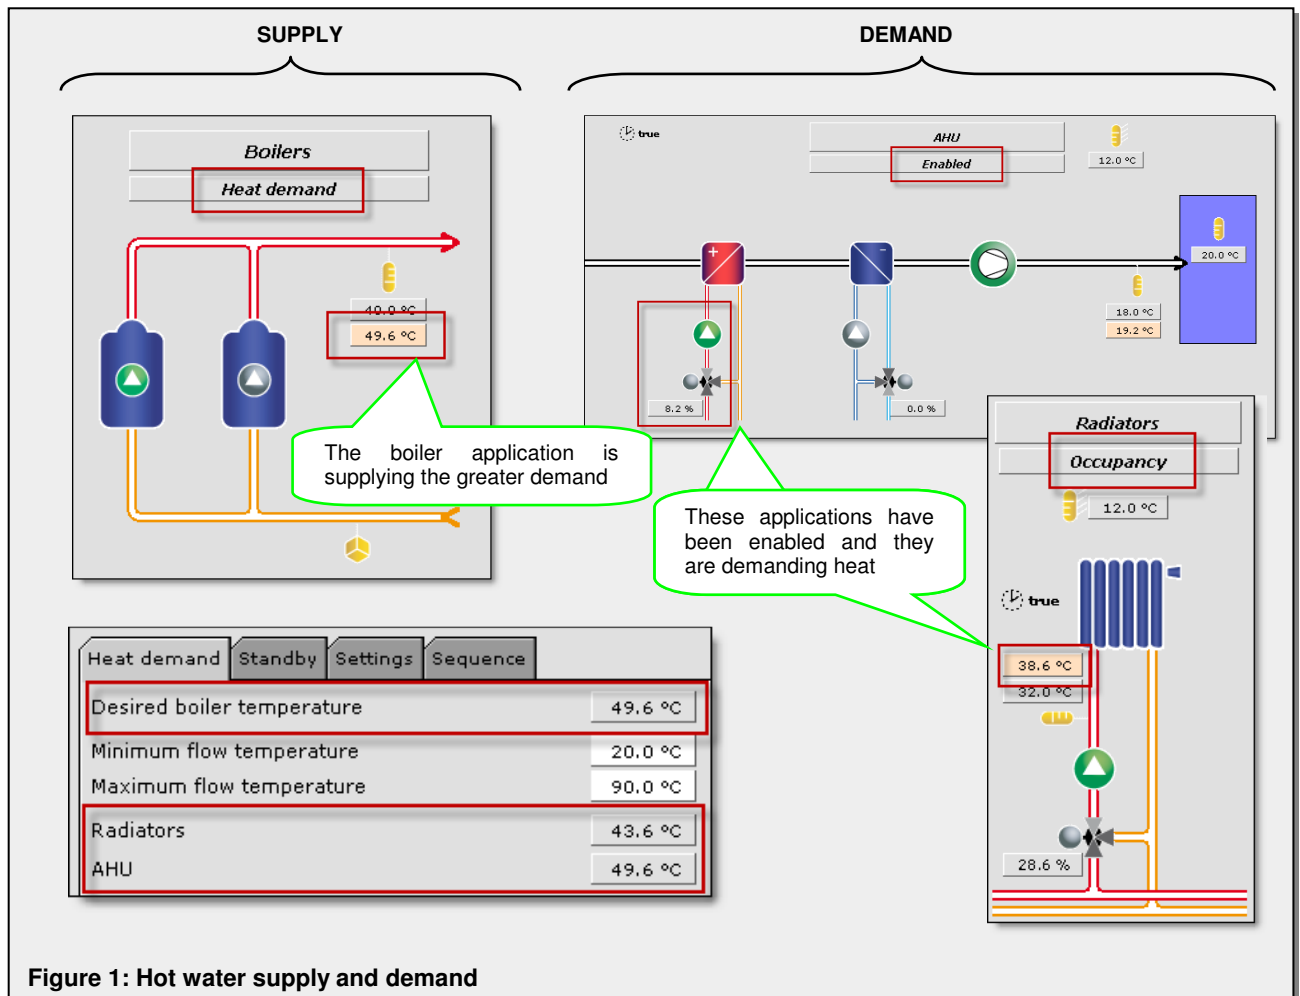 SUPPLY
DEMAND
Boilers
Heat demand
40.0 °C
49.6 °C
The boiler application is
supplying the greater demand
true
AHU
Enabled
12.0 °C
20.0 °C
18.0 °C
19.2 °C
8.2 %
0.0 %
These applications have
been enabled and they
are demanding heat
Radiators
Occupancy
12.0 °C
true
38.6 °C
32.0 °C
28.6 %
Heat demand Standby Settings Sequence
Desired boiler temperature 49.6 °C
Minimum flow temperature 20.0 °C
Maximum flow temperature 90.0 °C
Radiators 43.6 °C
AHU 49.6 °C
Figure 1: Hot water supply and demand